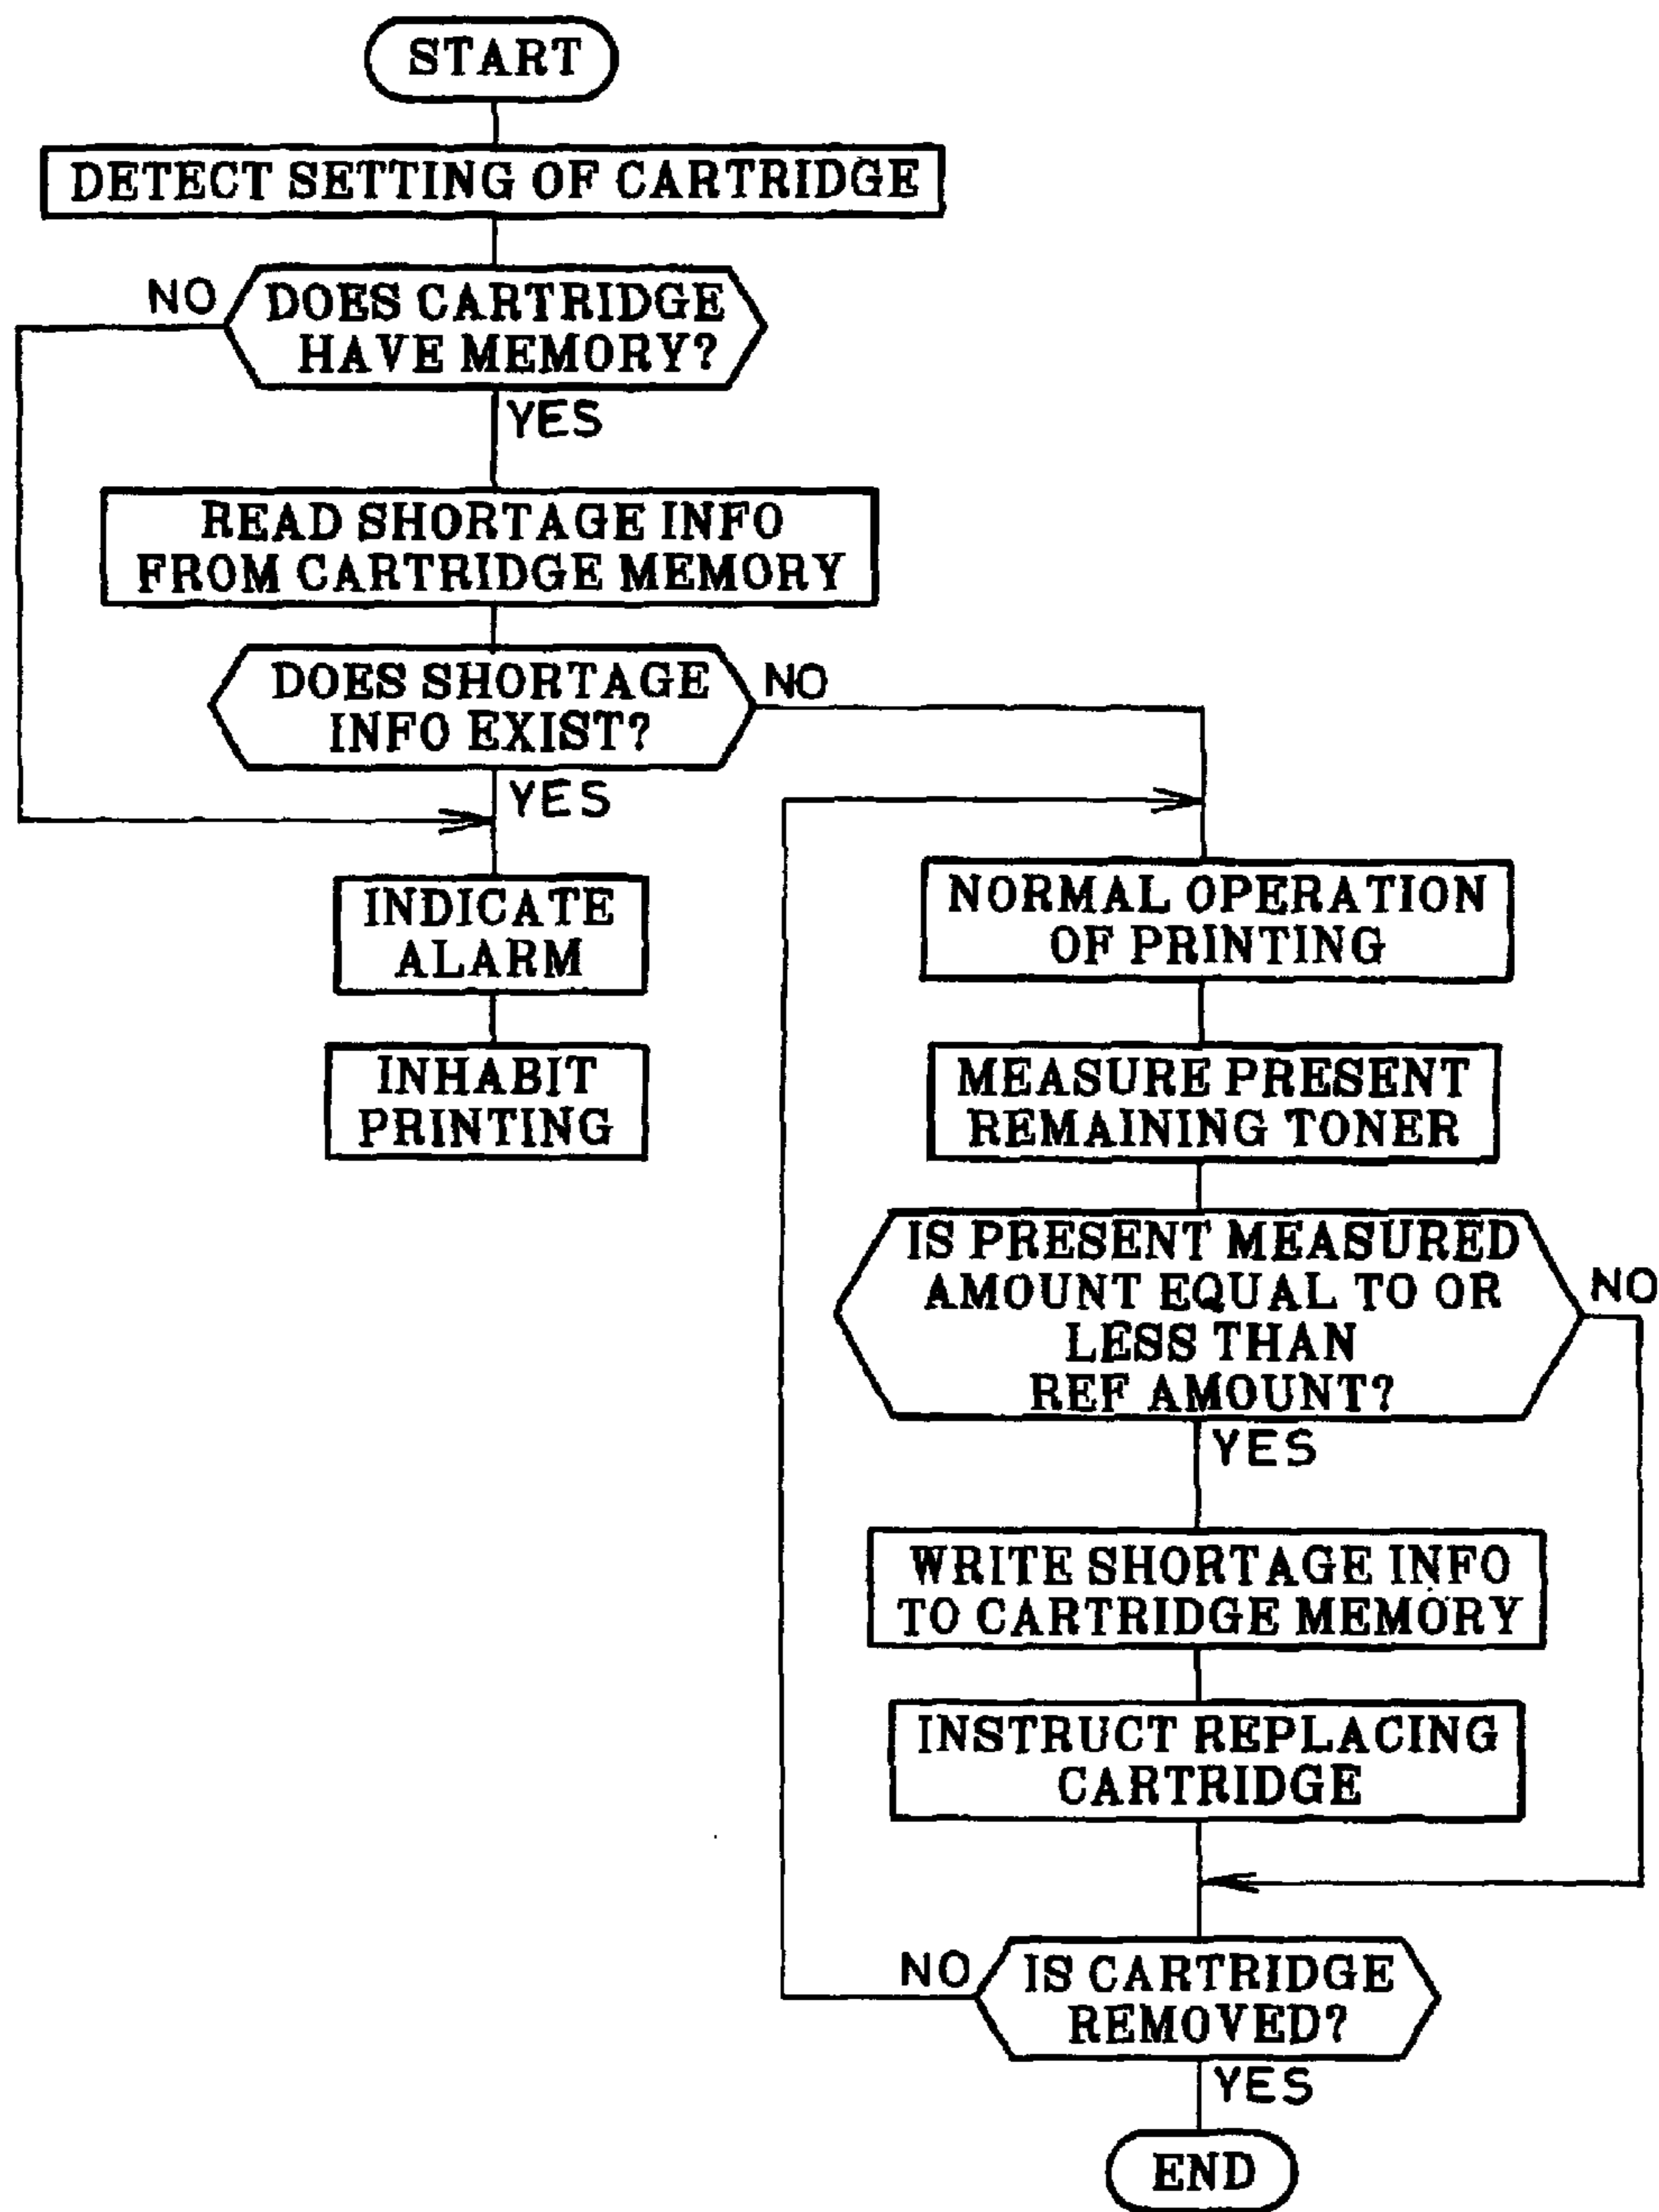 START
DETECT SETTING OF CARTRIDGE
NO
DOES CARTRIDGE
HAVE MEMORY?
YES
READ SHORTAGE INFO
FROM CARTRIDGE MEMORY
DOES SHORTAGE
INFO EXIST?
NO
YES
INDICATE
ALARM
INHABIT
PRINTING
NORMAL OPERATION
OF PRINTING
MEASURE PRESENT
REMAINING TONER
IS PRESENT MEASURED
AMOUNT EQUAL TO OR
LESS THAN
REF AMOUNT?
NO
YES
WRITE SHORTAGE INFO
TO CARTRIDGE MEMORY
INSTRUCT REPLACING
CARTRIDGE
NO
IS CARTRIDGE
REMOVED?
YES
END